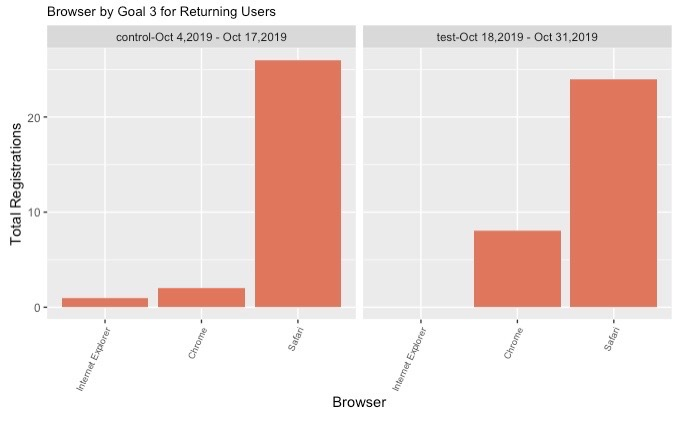 Browser by Goal 3 for Returning Users
control-Oct 4,2019 - Oct 17,2019
test-Oct 18,2019 - Oct 31,2019
Total Registrations
20
10
0
Internet Explorer
Chrome
Safari
Internet Explorer
Chrome
Safari
Browser